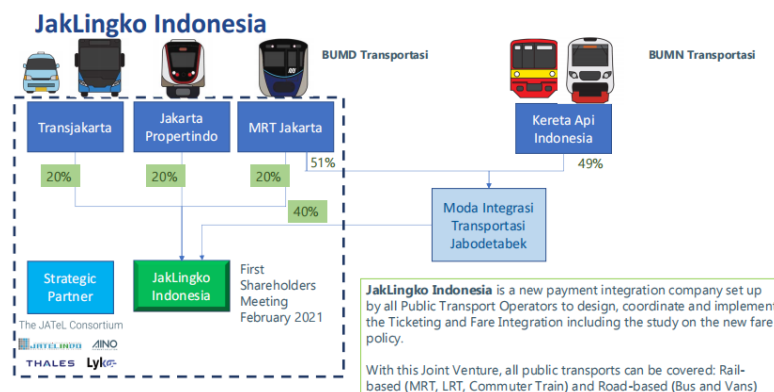 JakLingko Indonesia
BUMD Transportasi
BUMN Transportasi
Transjakarta
Jakarta
Propertindo
MRT Jakarta
Kereta Api
Indonesia
20%
20%
20%
51%
49%
40%
Moda Integrasi
Transportasi
Jabodetabek
Strategic
Partner
JakLingko
Indonesia
First
Shareholders
Meeting
February 2021
The JATeL Consortium
JATELINDO
AINO
THALES
Lyko
JakLingko Indonesia is a new payment integration company set up
by all Public Transport Operators to design, coordinate and implement
the Ticketing and Fare Integration including the study on the new fare
policy.
With this Joint Venture, all public transports can be covered: Rail-
based (MRT, LRT, Commuter Train) and Road-based (Bus and Vans)